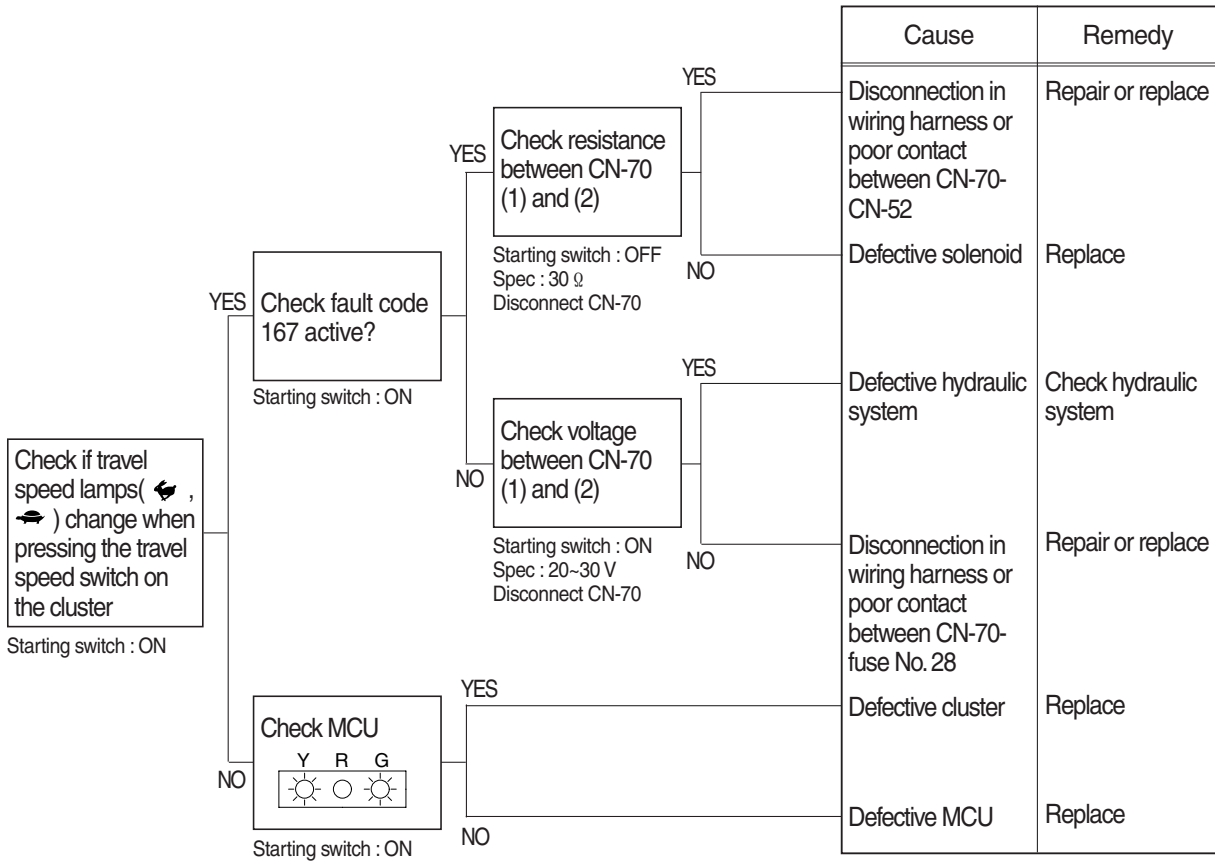 Cause
Remedy
YES
Disconnection in
wiring harness or
poor contact
between CN-70-
CN-52
Repair or replace
YES
Check resistance
between CN-70
(1) and (2)
Starting switch : OFF
Spec : 30 Ω
Disconnect CN-70
NO
Defective solenoid
Replace
YES
Check fault code
167 active?
Starting switch : ON
YES
Defective hydraulic
system
Check hydraulic
system
NO
Check voltage
between CN-70
(1) and (2)
Starting switch : ON
Spec : 20~30 V
Disconnect CN-70
NO
Disconnection in
wiring harness or
poor contact
between CN-70-
fuse No. 28
Repair or replace
Check if travel
speed lamps( ,
) change when
pressing the travel
speed switch on
the cluster
Starting switch : ON
NO
Check MCU
Y R G
Starting switch : ON
YES
Defective cluster
Replace
NO
Defective MCU
Replace